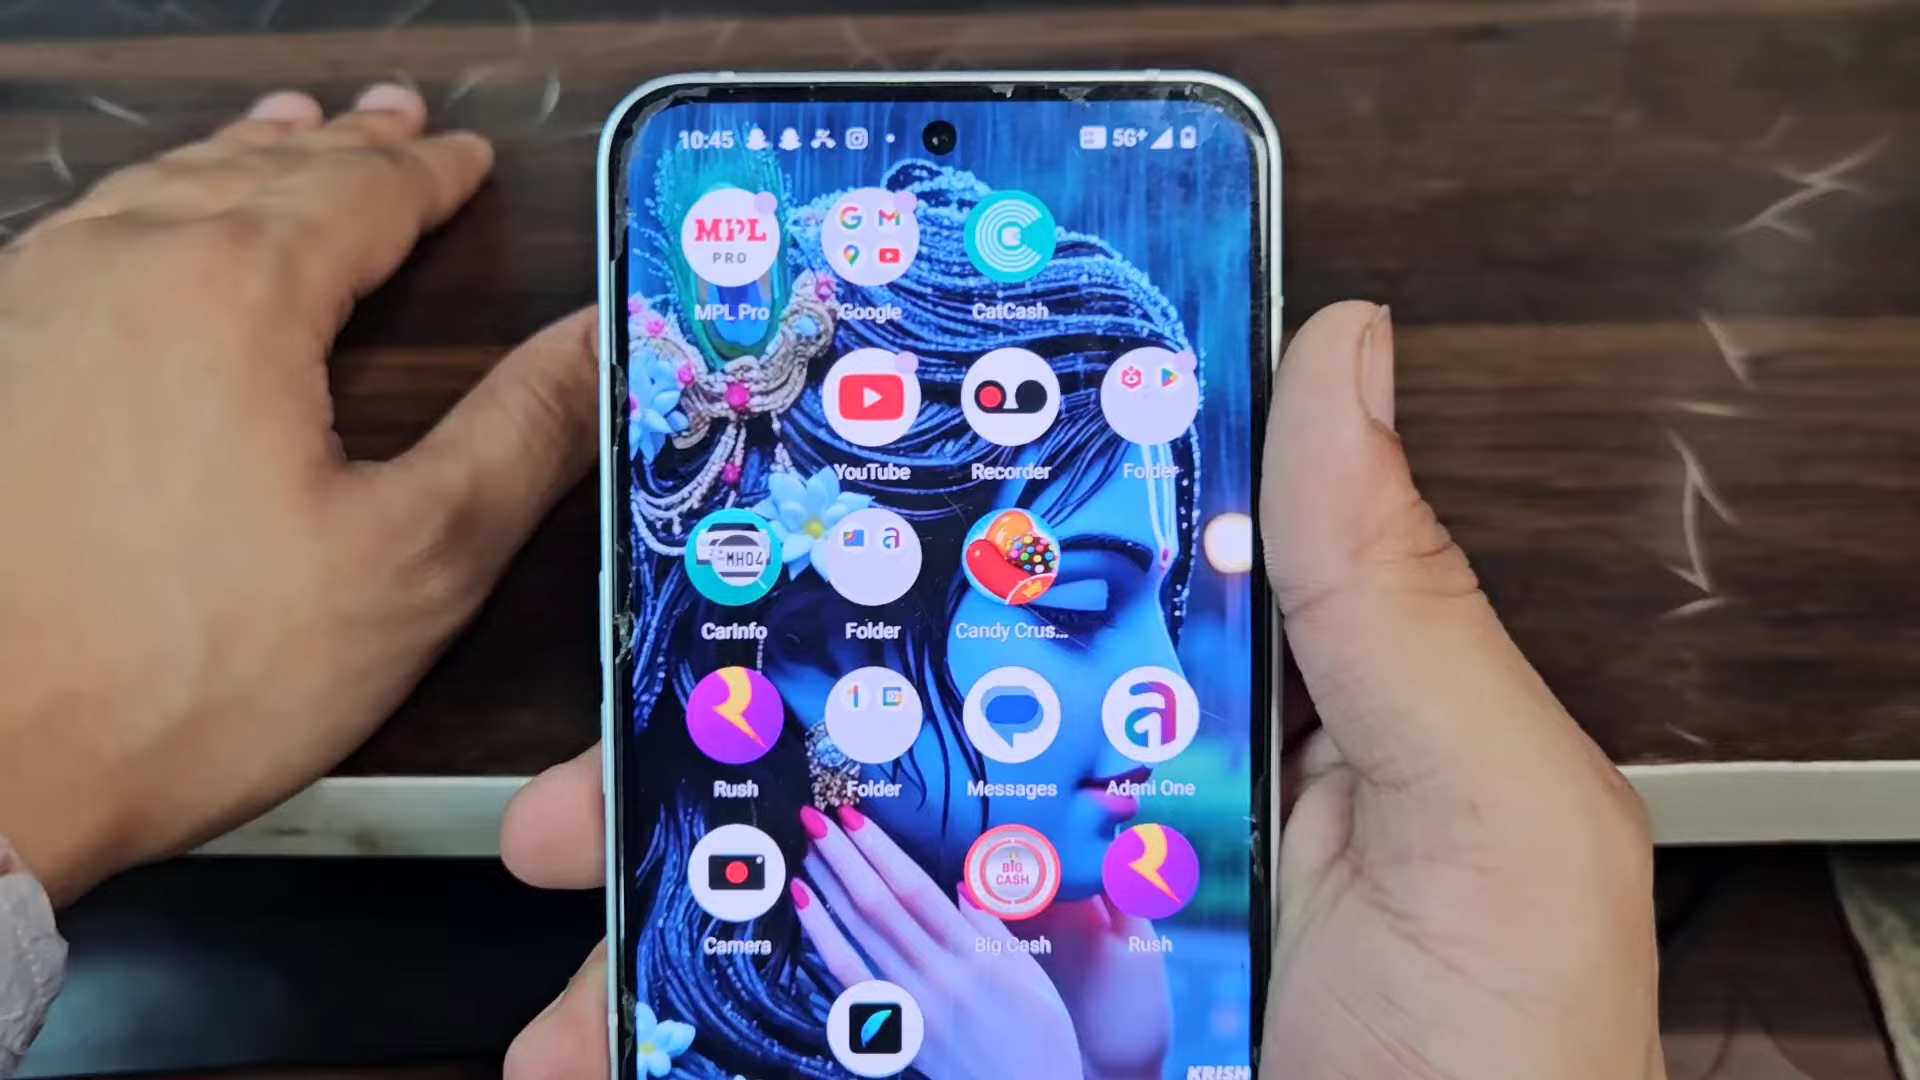 10:45 5G+
MPL
PRO
MPL Pro Google CatCash
YouTube Recorder Folder
MH04
CarInfo Folder Candy Crus...
Rush Folder Messages Adani One
BIG
CASH
Camera Big Cash Rush
KRISH